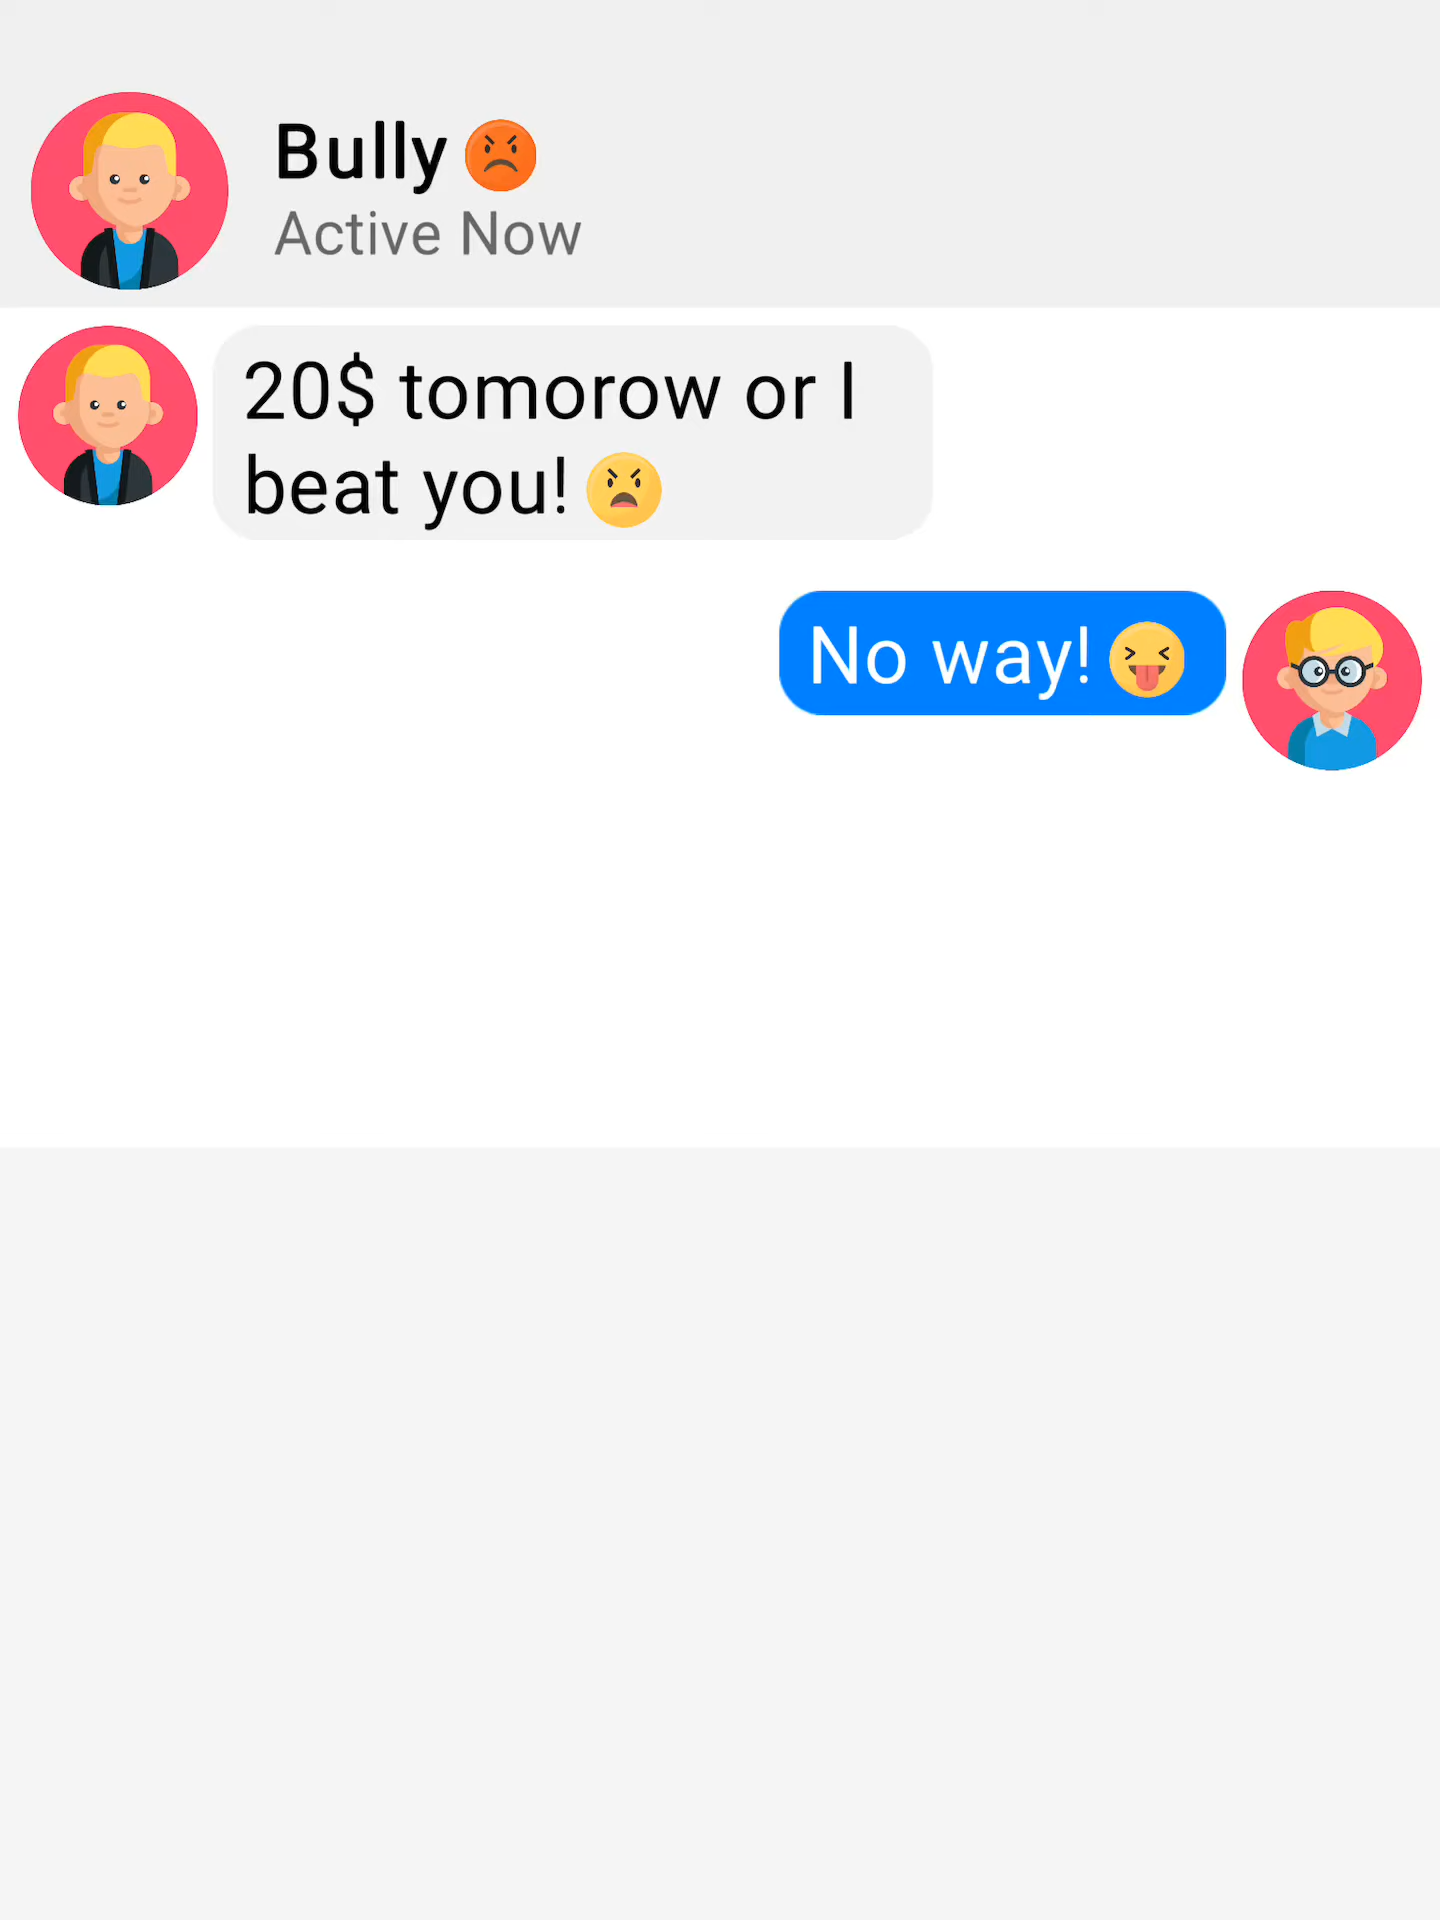 Bully😡
Active Now
20$ tomorow or I
beat you! 😠
No way! 😝